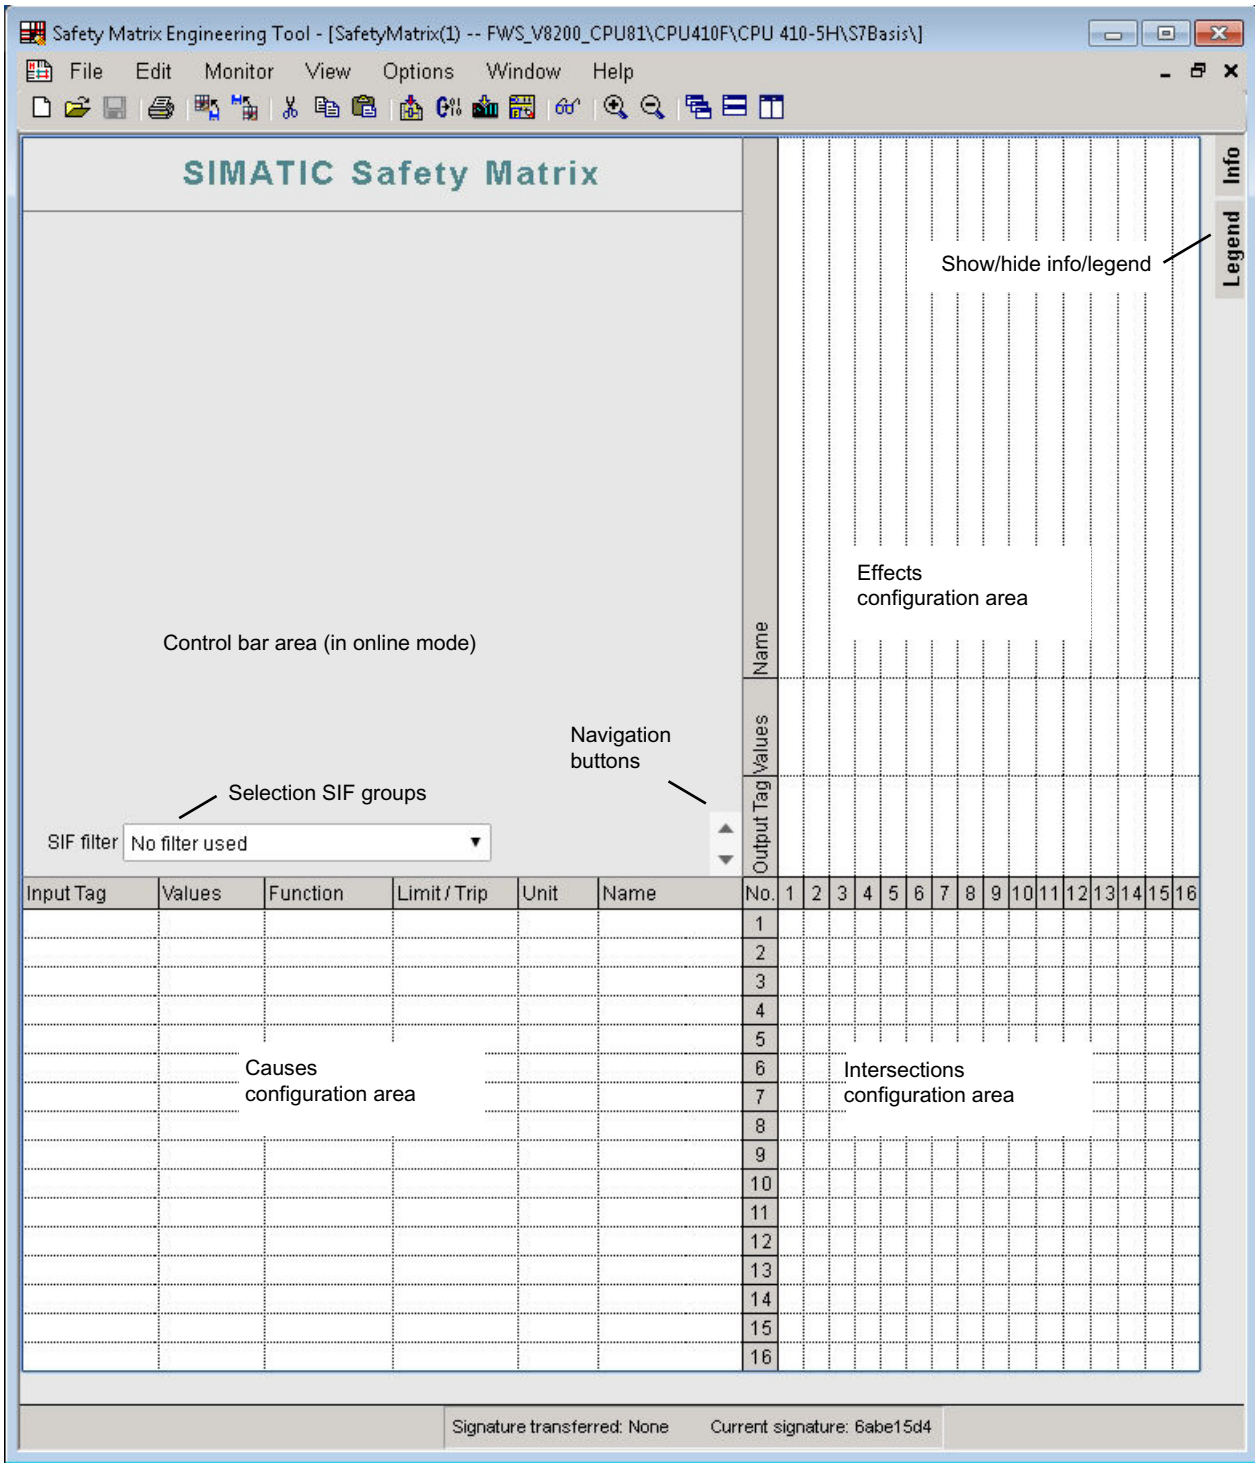 Safety Matrix Engineering Tool - [SafetyMatrix(1) -- FWS_V8200_CPU81\CPU410F\CPU 410-5H\S7Basis\]
File Edit Monitor View Options Window Help
SIMATIC Safety Matrix
Info
Legend
Show/hide info/legend
Effects
configuration area
Control bar area (in online mode)
Name
Values
Output Tag
Navigation
buttons
Selection SIF groups
SIF filter No filter used
Input Tag Values Function Limit / Trip Unit Name No. 1 2 3 4 5 6 7 8 9 10 11 12 13 14 15 16
1
2
3
4
5
6
7
8
9
10
11
12
13
14
15
16
Causes
configuration area
Intersections
configuration area
Signature transferred: None Current signature: 6abe15d4